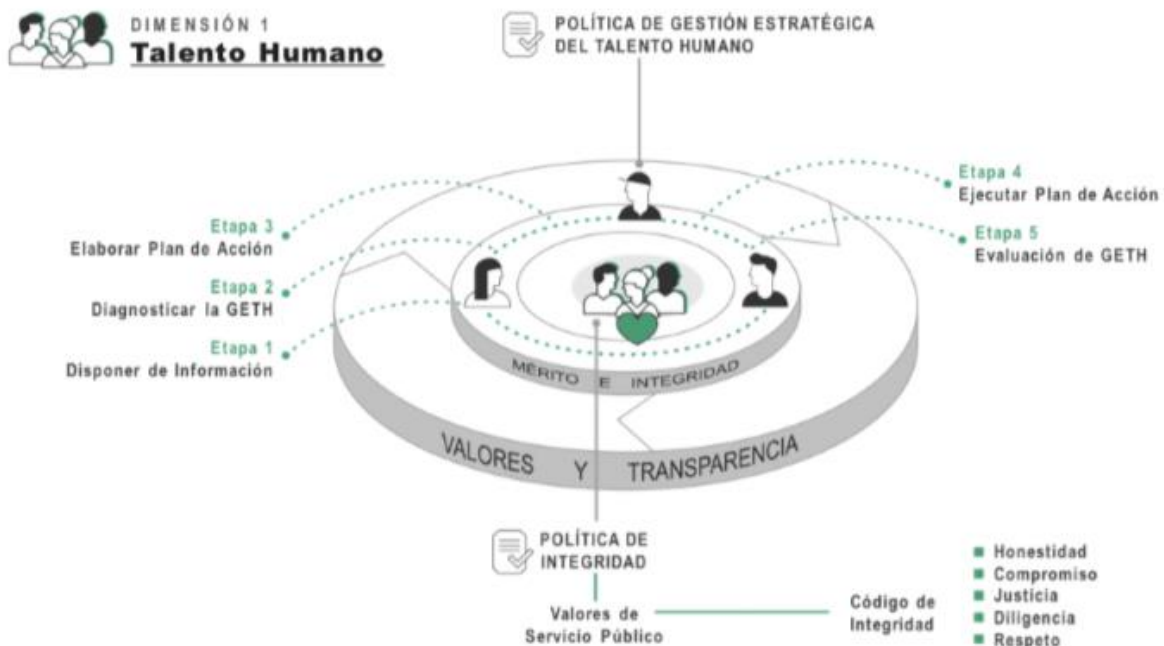 DIMENSIÓN 1
Talento Humano
POLÍTICA DE GESTIÓN ESTRATÉGICA
DEL TALENTO HUMANO
Etapa 3
Elaborar Plan de Acción
Etapa 2
Diagnosticar la GETH
Etapa 1
Disponer de Información
Etapa 4
Ejecutar Plan de Acción
Etapa 5
Evaluación de GETH
MÉRITO E INTEGRIDAD
VALORES Y TRANSPARENCIA
POLÍTICA DE
INTEGRIDAD
Valores de
Servicio Público
Código de
Integridad
Honestidad
Compromiso
Justicia
Diligencia
Respeto